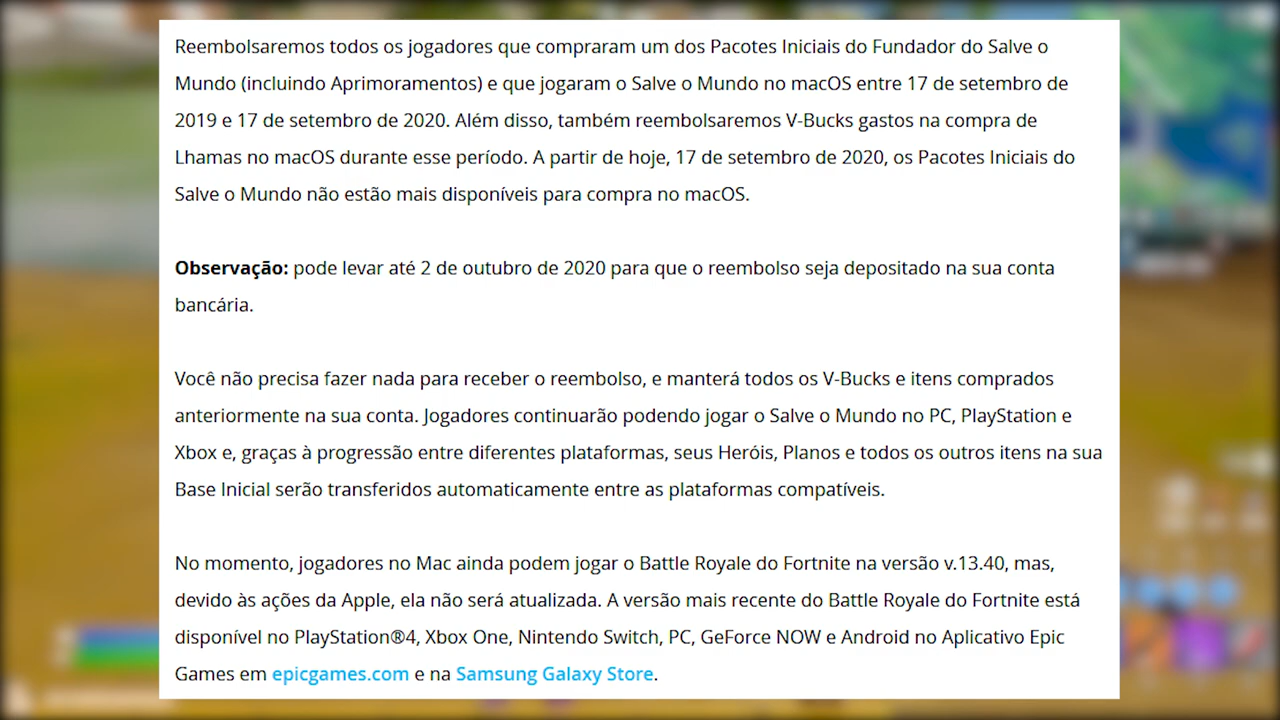 Reembolsaremos todos os jogadores que compraram um dos Pacotes Iniciais do Fundador do Salve o
Mundo (incluindo Aprimoramentos) e que jogaram o Salve o Mundo no macOS entre 17 de setembro de
2019 e 17 de setembro de 2020. Além disso, também reembolsaremos V-Bucks gastos na compra de
Lhamas no macOS durante esse período. A partir de hoje, 17 de setembro de 2020, os Pacotes Iniciais do
Salve o Mundo não estão mais disponíveis para compra no macOS.
Observação: pode levar até 2 de outubro de 2020 para que o reembolso seja depositado na sua conta
bancária.
Você não precisa fazer nada para receber o reembolso, e manterá todos os V-Bucks e itens comprados
anteriormente na sua conta. Jogadores continuarão podendo jogar o Salve o Mundo no PC, PlayStation e
Xbox e, graças à progressão entre diferentes plataformas, seus Heróis, Planos e todos os outros itens na sua
Base Inicial serão transferidos automaticamente entre as plataformas compatíveis.
No momento, jogadores no Mac ainda podem jogar o Battle Royale do Fortnite na versão v.13.40, mas,
devido às ações da Apple, ela não será atualizada. A versão mais recente do Battle Royale do Fortnite está
disponível no PlayStation®4, Xbox One, Nintendo Switch, PC, GeForce NOW e Android no Aplicativo Epic
Games em epicgames.com e na Samsung Galaxy Store.